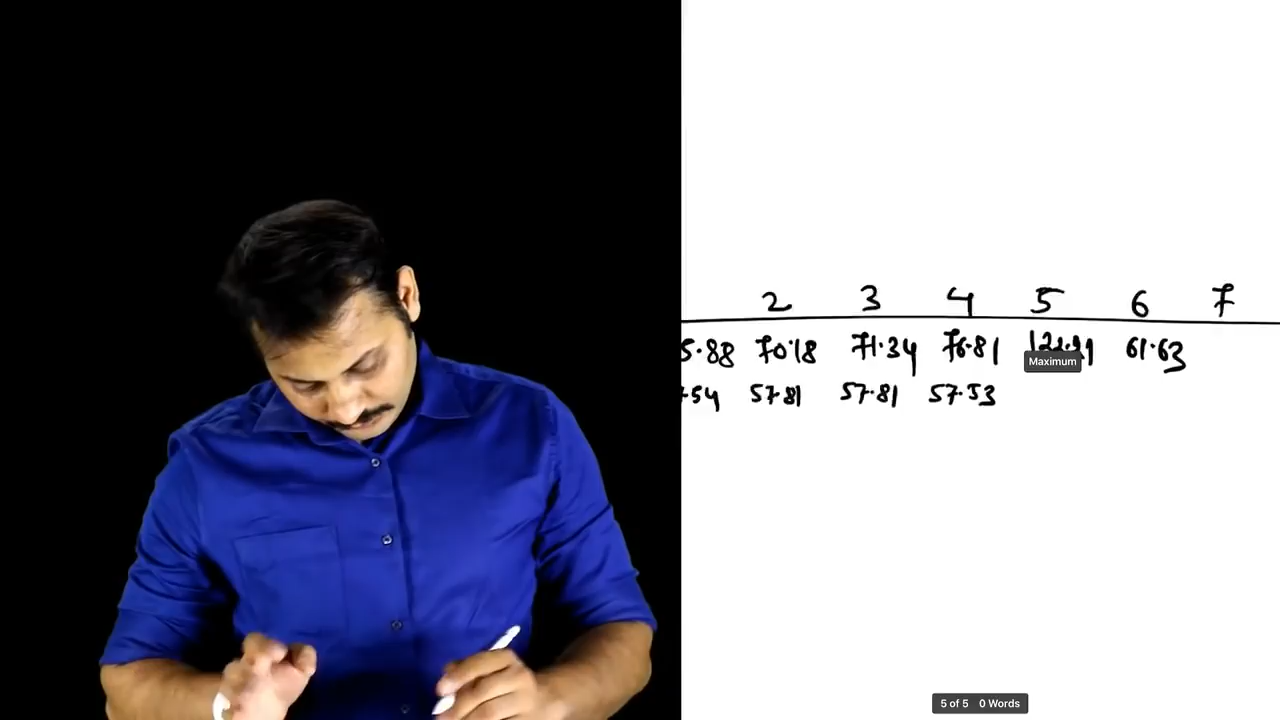 2 3 4 5 6 7
5.88 70.18 71.34 76.81 61.63
Maximum
.54 57.81 57.81 57.53
5 of 5 0 Words